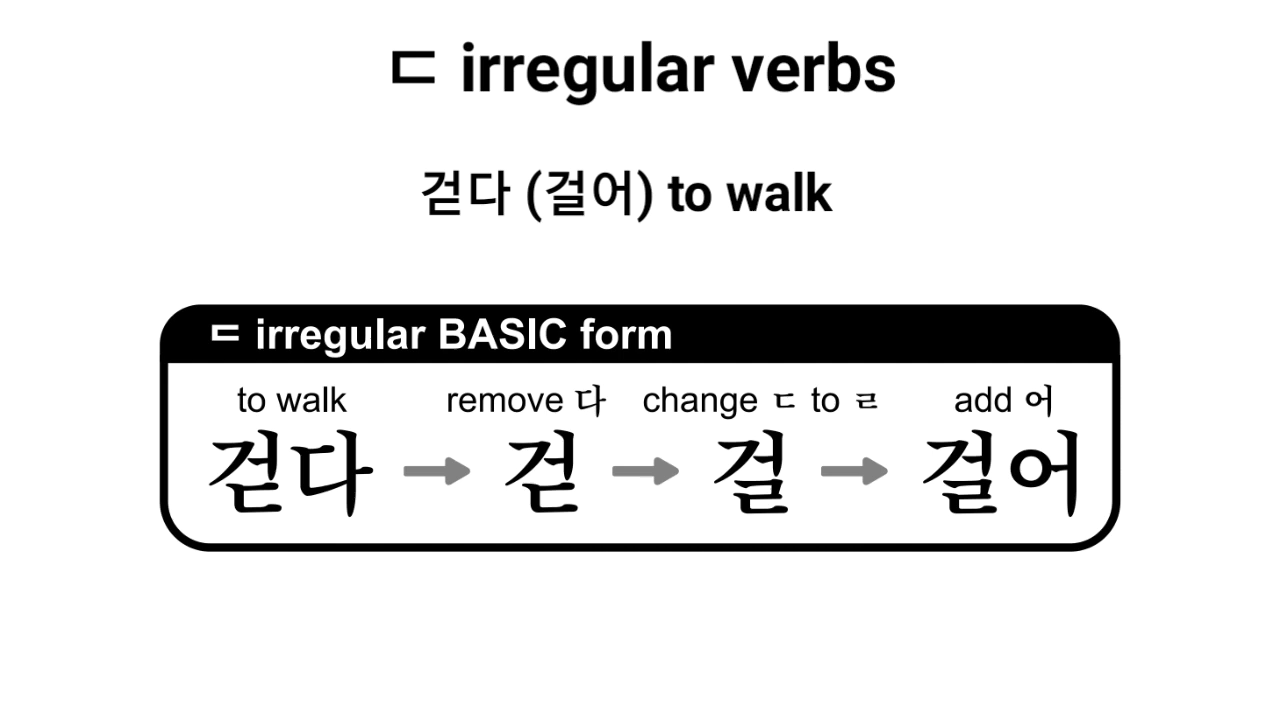 ㄷ irregular verbs
걷다 (걸어) to walk
ㄷ irregular BASIC form
to walk remove 다 change ㄷ to ㄹ add 어
걷다 → 걷 → 걸 → 걸어